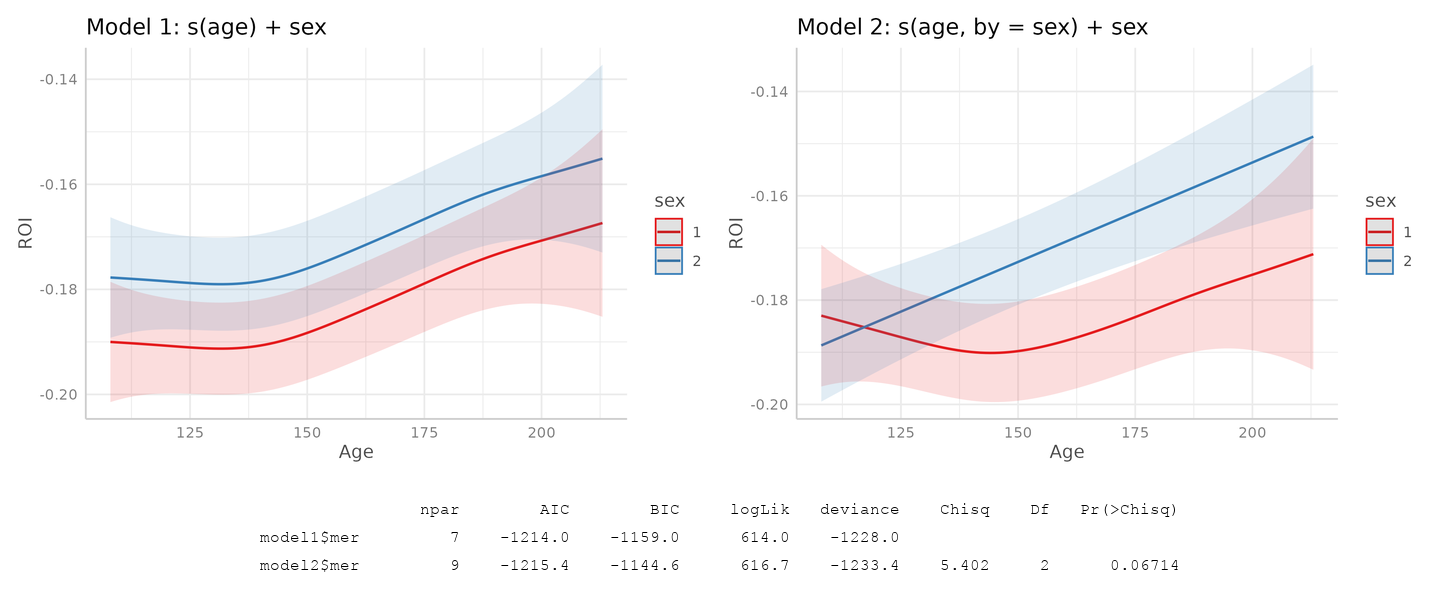 Model 1: s(age) + sex
-0.14
-0.16
-0.18
-0.20
ROI
125 150 175 200
Age
sex
1
2
Model 2: s(age, by = sex) + sex
-0.14
-0.16
-0.18
-0.20
ROI
125 150 175 200
Age
sex
1
2
npar AIC BIC logLik deviance Chisq Df Pr(>Chisq)
model1$mer 7 -1214.0 -1159.0 614.0 -1228.0
model2$mer 9 -1215.4 -1144.6 616.7 -1233.4 5.402 2 0.06714